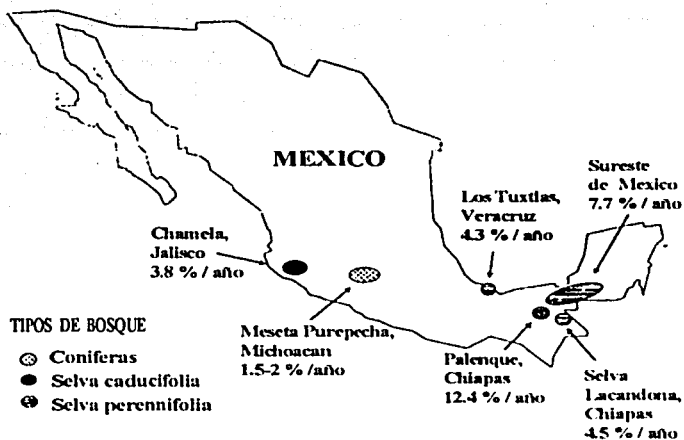 MEXICO
Sureste
de Mexico
7.7 % / año
Los Tuxtlas,
Veracruz
4.3 % / año
Chamela,
Jalisco
3.8 % / año
Meseta Purepecha,
Michoacan
1.5-2 % /año
Palenque,
Chiapas
12.4 % / año
Selva
Lacandona,
Chiapas
4.5 % / año
TIPOS DE BOSQUE
Coniferas
Selva caducifolia
Selva perennifolia